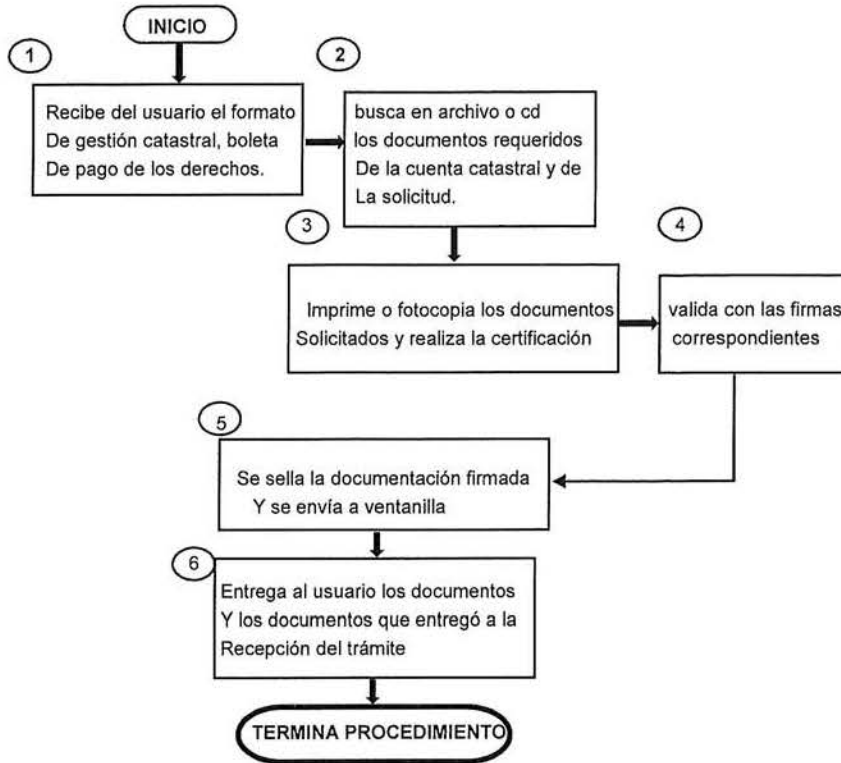 INICIO
1
Recibe del usuario el formato
De gestión catastral, boleta
De pago de los derechos.
2
busca en archivo o cd
los documentos requeridos
De la cuenta catastral y de
La solicitud.
3
Imprime o fotocopia los documentos
Solicitados y realiza la certificación
4
valida con las firmas
correspondientes
5
Se sella la documentación firmada
Y se envía a ventanilla
6
Entrega al usuario los documentos
Y los documentos que entregó a la
Recepción del trámite
TERMINA PROCEDIMIENTO